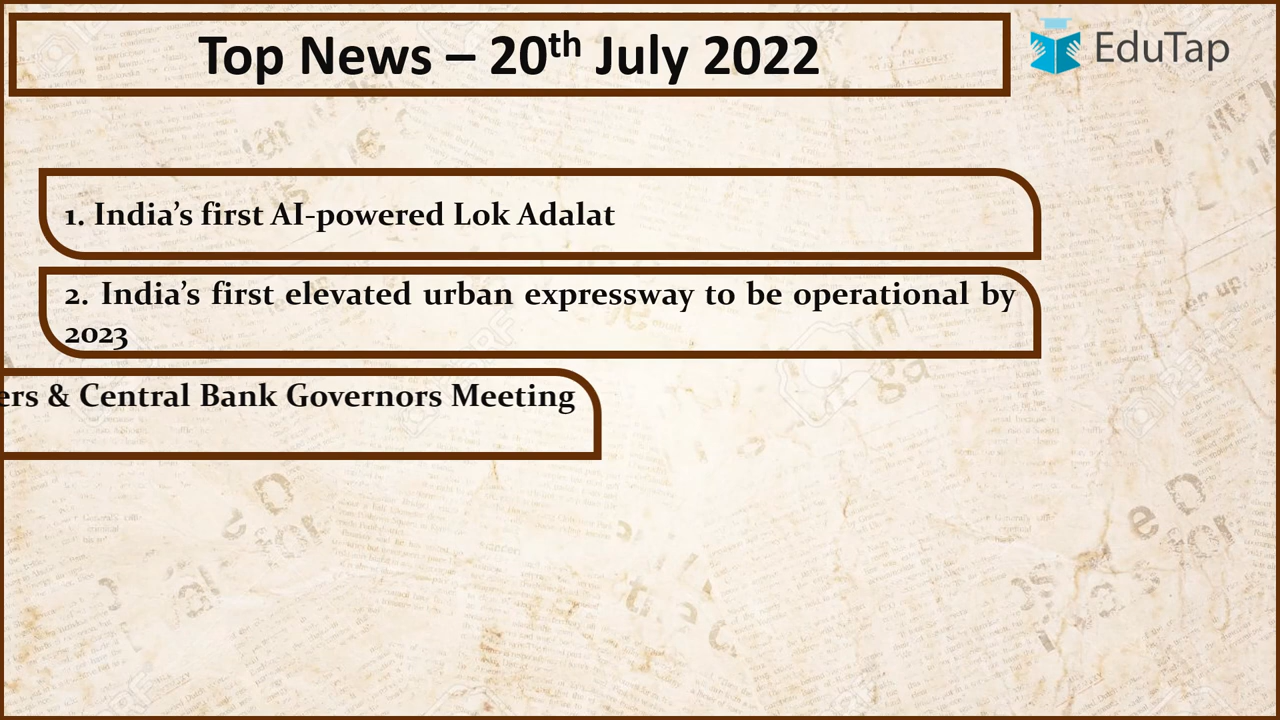 Top News – 20th July 2022
EduTap
1. India’s first AI-powered Lok Adalat
2. India’s first elevated urban expressway to be operational by
2023
& Central Bank Governors Meeting